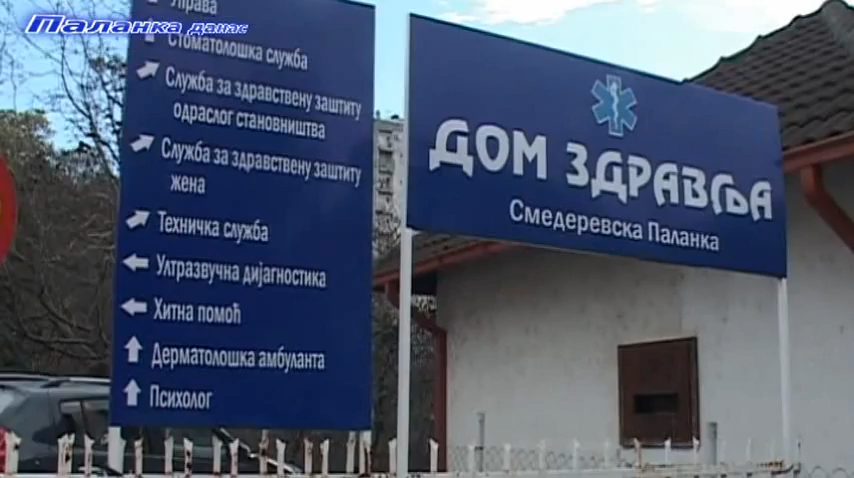 Паланка данас
Управа
Стоматолошка служба
Служба за здравствену заштиту
одраслог становништва
Служба за здравствену заштиту
жена
Техничка служба
Ултразвучна дијагностика
Хитна помоћ
Дерматолошка амбуланта
Психолог
ДОМ ЗДРАВЉА
Смедеревска Паланка